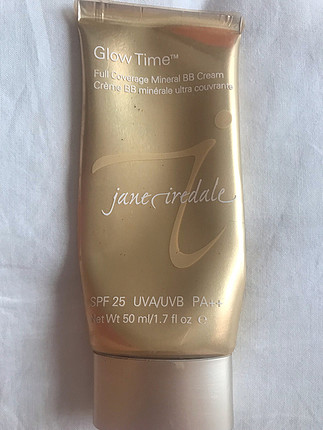 Glow Time™
Full Coverage Mineral BB Cream
Crème BB minérale ultra couvrante
jane iredale
SPF 25 UVA/UVB PA++
Net Wt 50 ml/1.7 fl oz ℮